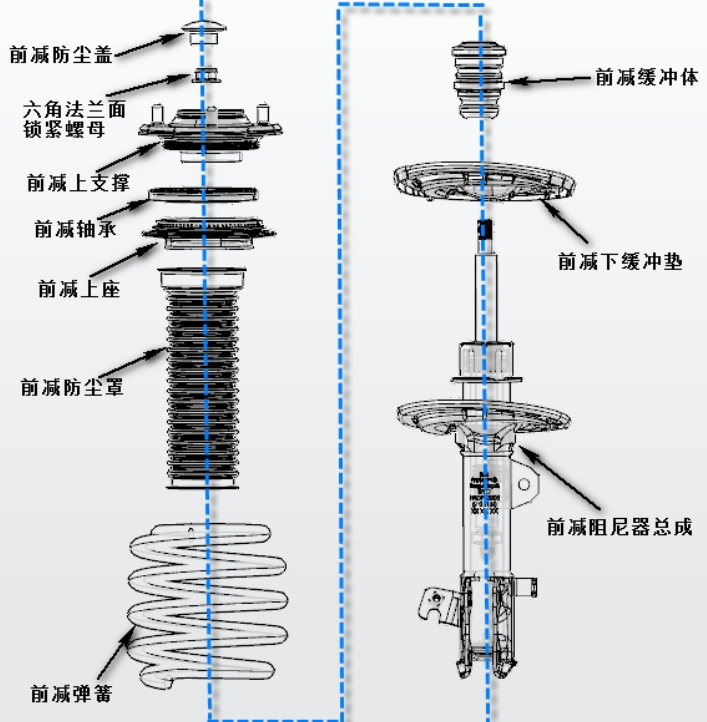 前减防尘盖
六角法兰面
锁紧螺母
前减上支撑
前减轴承
前减上座
前减防尘罩
前减弹簧
前减缓冲体
前减下缓冲垫
前减阻尼器总成